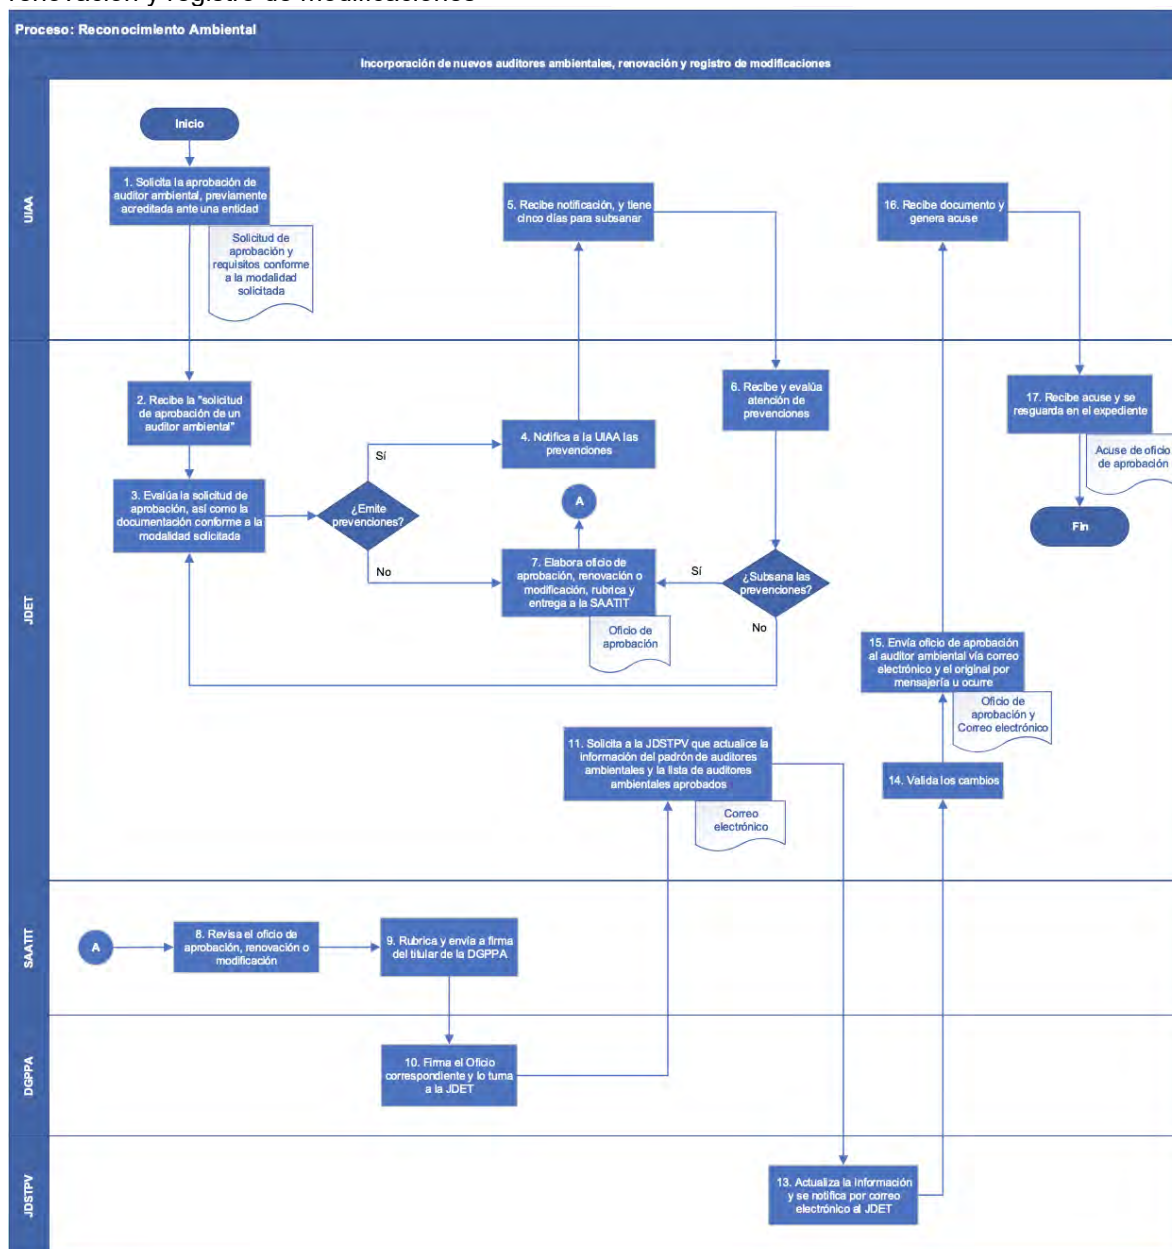 renovación y registro de modificaciones
Proceso: Reconocimiento Ambiental
Incorporación de nuevos auditores ambientales, renovación y registro de modificaciones
UIAA
Inicio
1. Solicita la aprobación de
auditor ambiental, previamente
acreditada ante una entidad
Solicitud de
aprobación y
requisitos conforme
a la modalidad
solicitada
5. Recibe notificación, y tiene
cinco días para subsanar
16. Recibe documento y
genera acuse
JDET
2. Recibe la "solicitud
de aprobación de un
auditor ambiental"
3. Evalúa la solicitud de
aprobación, así como la
documentación conforme a la
modalidad solicitada
¿Emite
prevenciones?
Sí
No
4. Notifica a la UIAA las
prevenciones
A
7. Elabora oficio de
aprobación, renovación o
modificación, rubrica y
entrega a la SAATIT
Oficio de
aprobación
6. Recibe y evalúa
atención de
prevenciones
¿Subsana las
prevenciones?
Sí
No
17. Recibe acuse y se
resguarda en el expediente
Acuse de oficio
de aprobación
Fin
15. Envía oficio de aprobación
al auditor ambiental vía correo
electrónico y el original por
mensajería u ocurre
Oficio de
aprobación y
Correo electrónico
11. Solicita a la JDSTPV que actualice la
información del padrón de auditores
ambientales y la lista de auditores
ambientales aprobados
Correo
electrónico
14. Valida los cambios
SAATIT
A
8. Revisa el oficio de
aprobación, renovación o
modificación
9. Rubrica y envía a firma
del titular de la DGPPA
DGPPA
10. Firma el Oficio
correspondiente y lo turna
a la JDET
JDSTPV
13. Actualiza la información
y se notifica por correo
electrónico al JDET